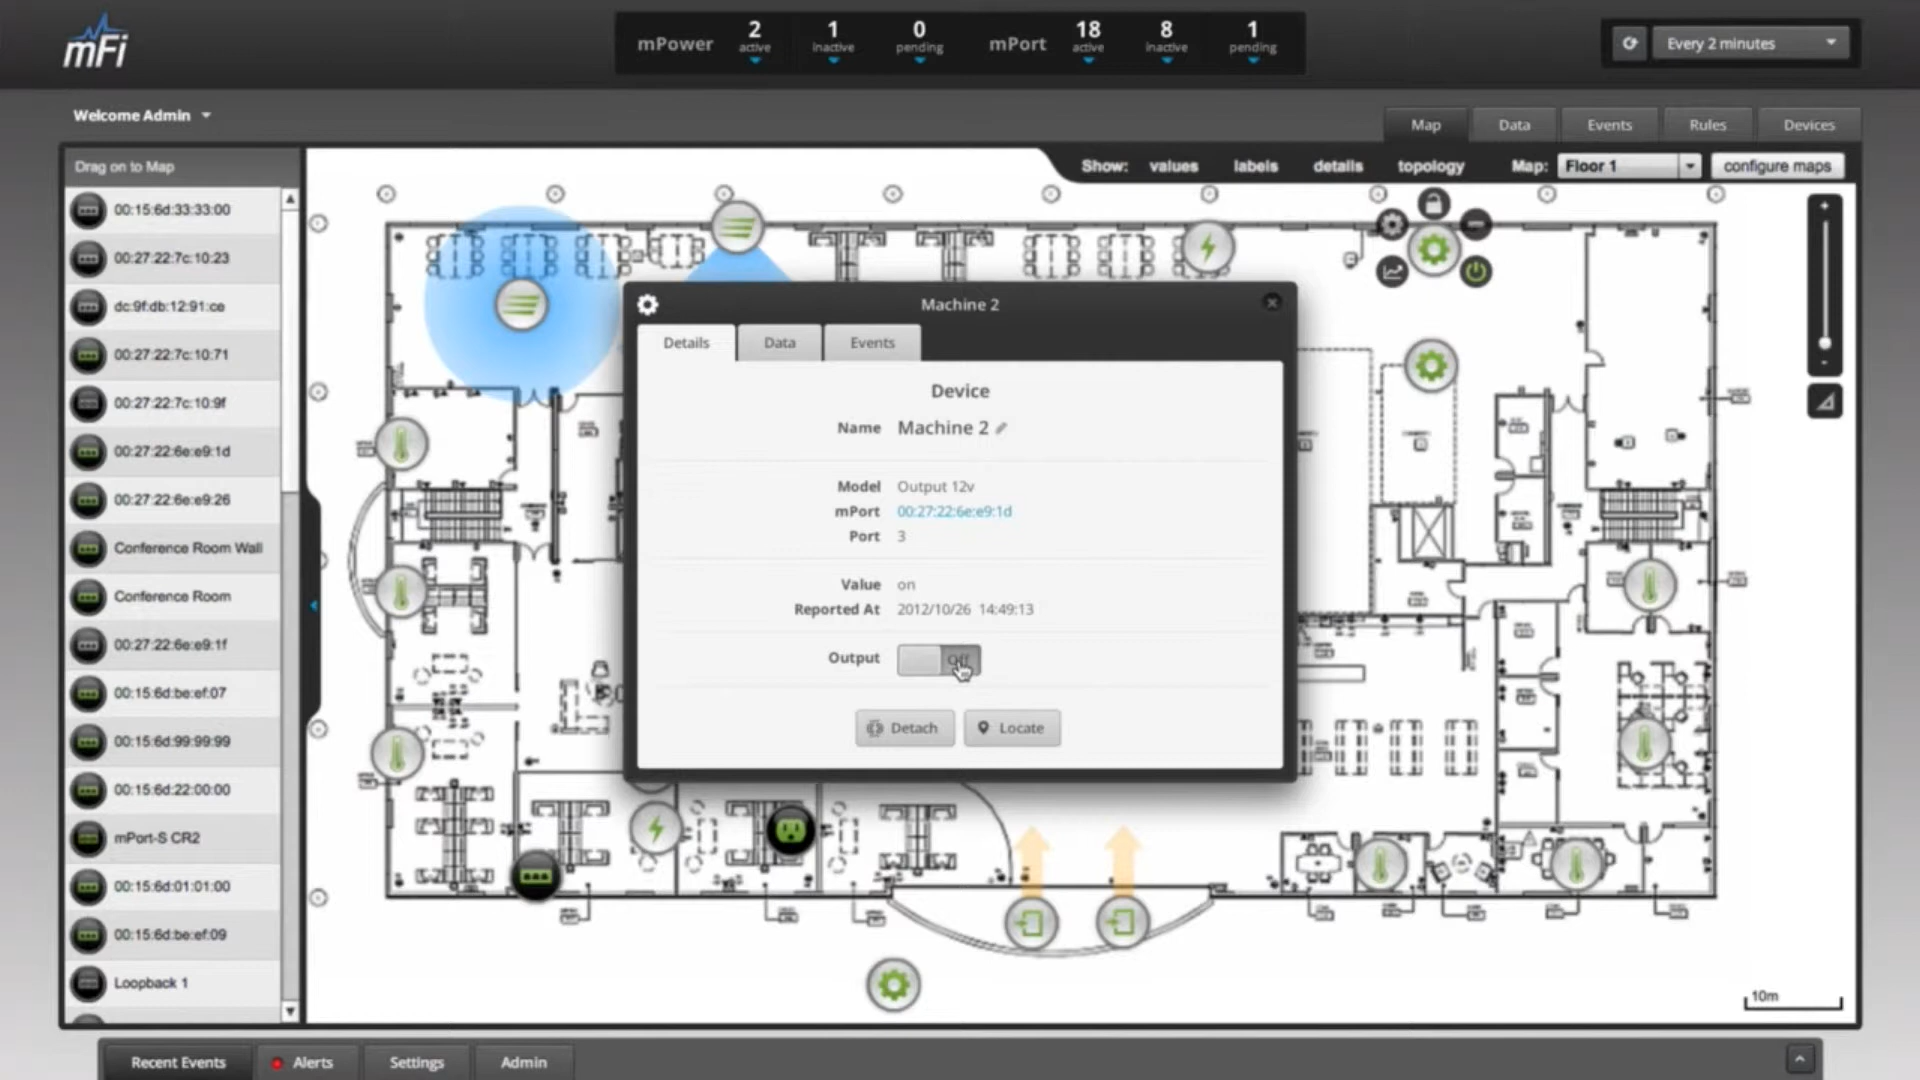 mFi
mPower
2 active
1 inactive
0 pending
mPort
18 active
8 inactive
1 pending
Every 2 minutes
Welcome Admin
Map
Data
Events
Rules
Devices
Drag on to Map
Show:
values
labels
details
topology
Map:
Floor 1
configure maps
00:15:6d:33:33:00
00:27:22:7c:10:23
dc:9f:db:12:91:ce
00:27:22:7c:10:71
00:27:22:7c:10:9f
00:27:22:6e:e9:1d
00:27:22:6e:e9:26
Conference Room Wall
Conference Room
00:27:22:6e:e9:1f
00:15:6d:be:ef:07
00:15:6d:99:99:99
00:15:6d:22:00:00
mPort-S CR2
00:15:6d:01:01:00
00:15:6d:be:ef:09
Loopback 1
Machine 2
Details
Data
Events
Device
Name Machine 2
Model Output 12v
mPort 00:27:22:6e:e9:1d
Port 3
Value on
Reported At 2012/10/26 14:49:13
Output Off
Detach
Locate
10m
Recent Events
Alerts
Settings
Admin